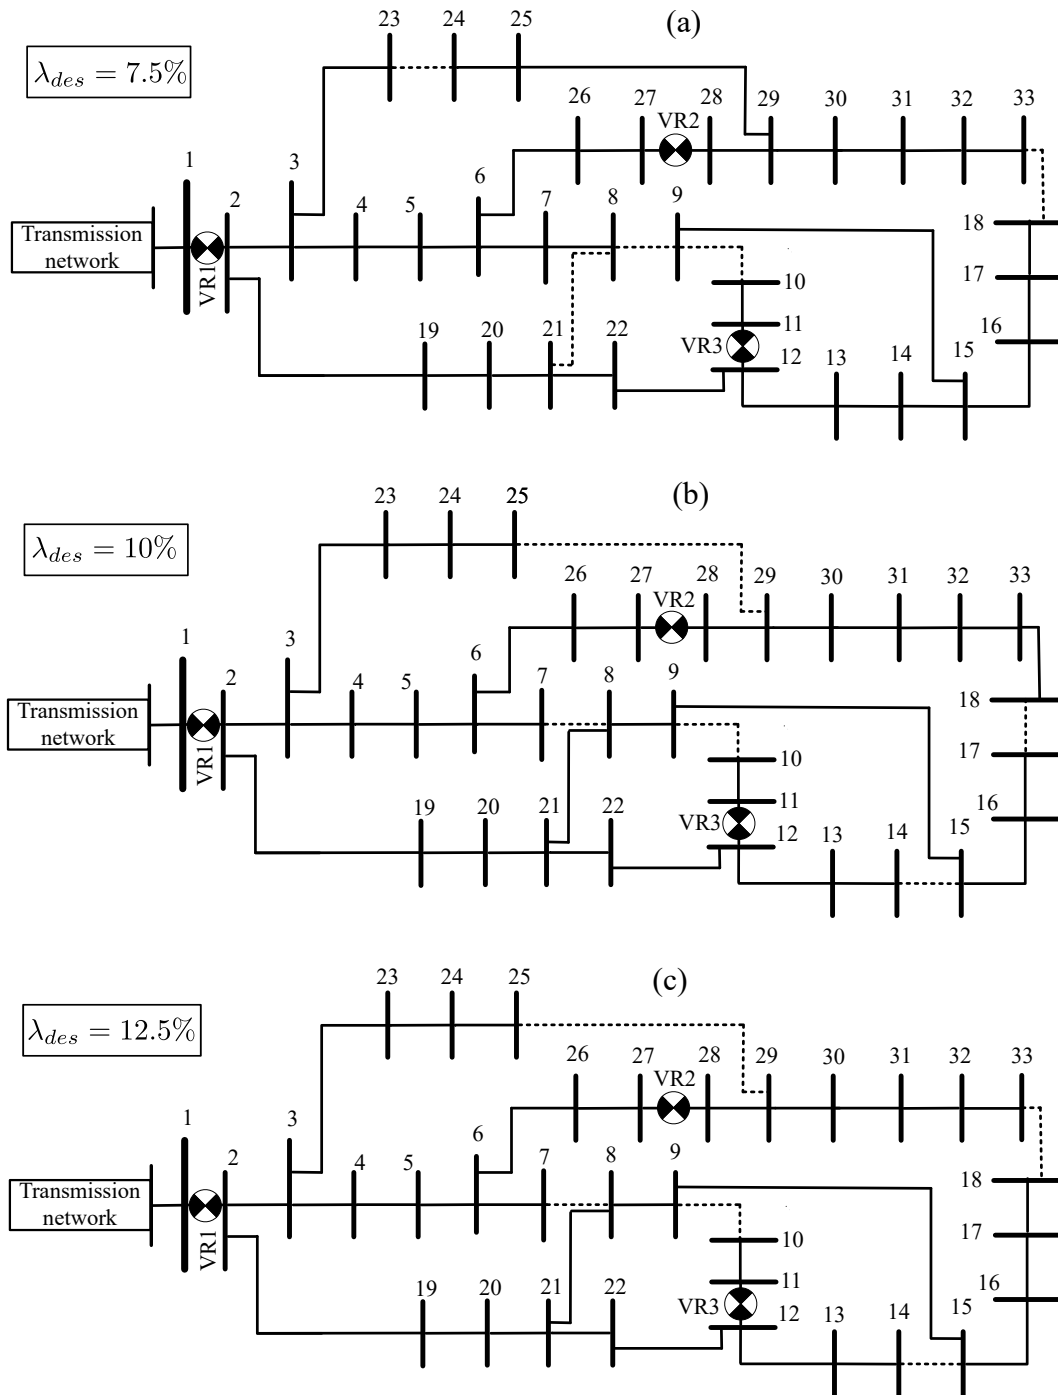 (a)
λ_des = 7.5%
23 24 25
26 27 VR2 28 29 30 31 32 33
1 2 3 4 5 6 7 8 9 18
Transmission
network
VR1
10
17
11
16
19 20 21 22 VR3 12 13 14 15
(b)
λ_des = 10%
23 24 25
26 27 VR2 28 29 30 31 32 33
1 2 3 4 5 6 7 8 9 18
Transmission
network
VR1
10
17
11
16
19 20 21 22 VR3 12 13 14 15
(c)
λ_des = 12.5%
23 24 25
26 27 VR2 28 29 30 31 32 33
1 2 3 4 5 6 7 8 9 18
Transmission
network
VR1
10
17
11
16
19 20 21 22 VR3 12 13 14 15